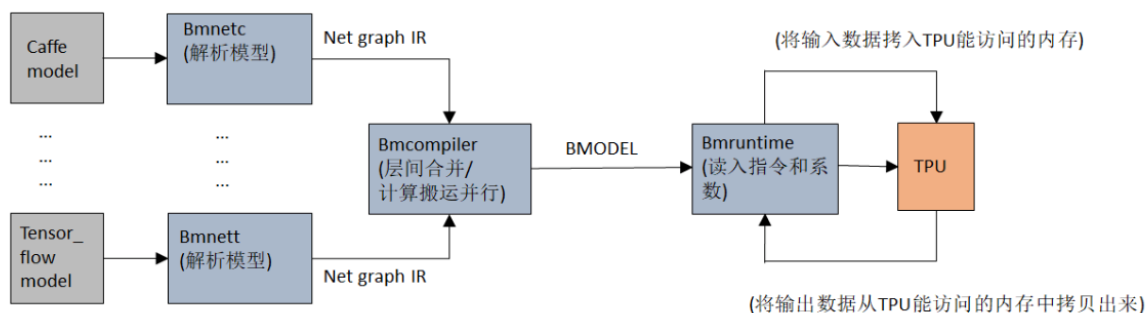 Caffe
model
Bmnetc
(解析模型)
Net graph IR
(将输入数据拷入TPU能访问的内存)
...
...
...
...
...
...
Bmcompiler
(层间合并/
计算搬运并行)
BMODEL
Bmruntime
(读入指令和系
数)
TPU
Tensor_
flow
model
Bmnett
(解析模型)
Net graph IR
(将输出数据从TPU能访问的内存中拷贝出来)